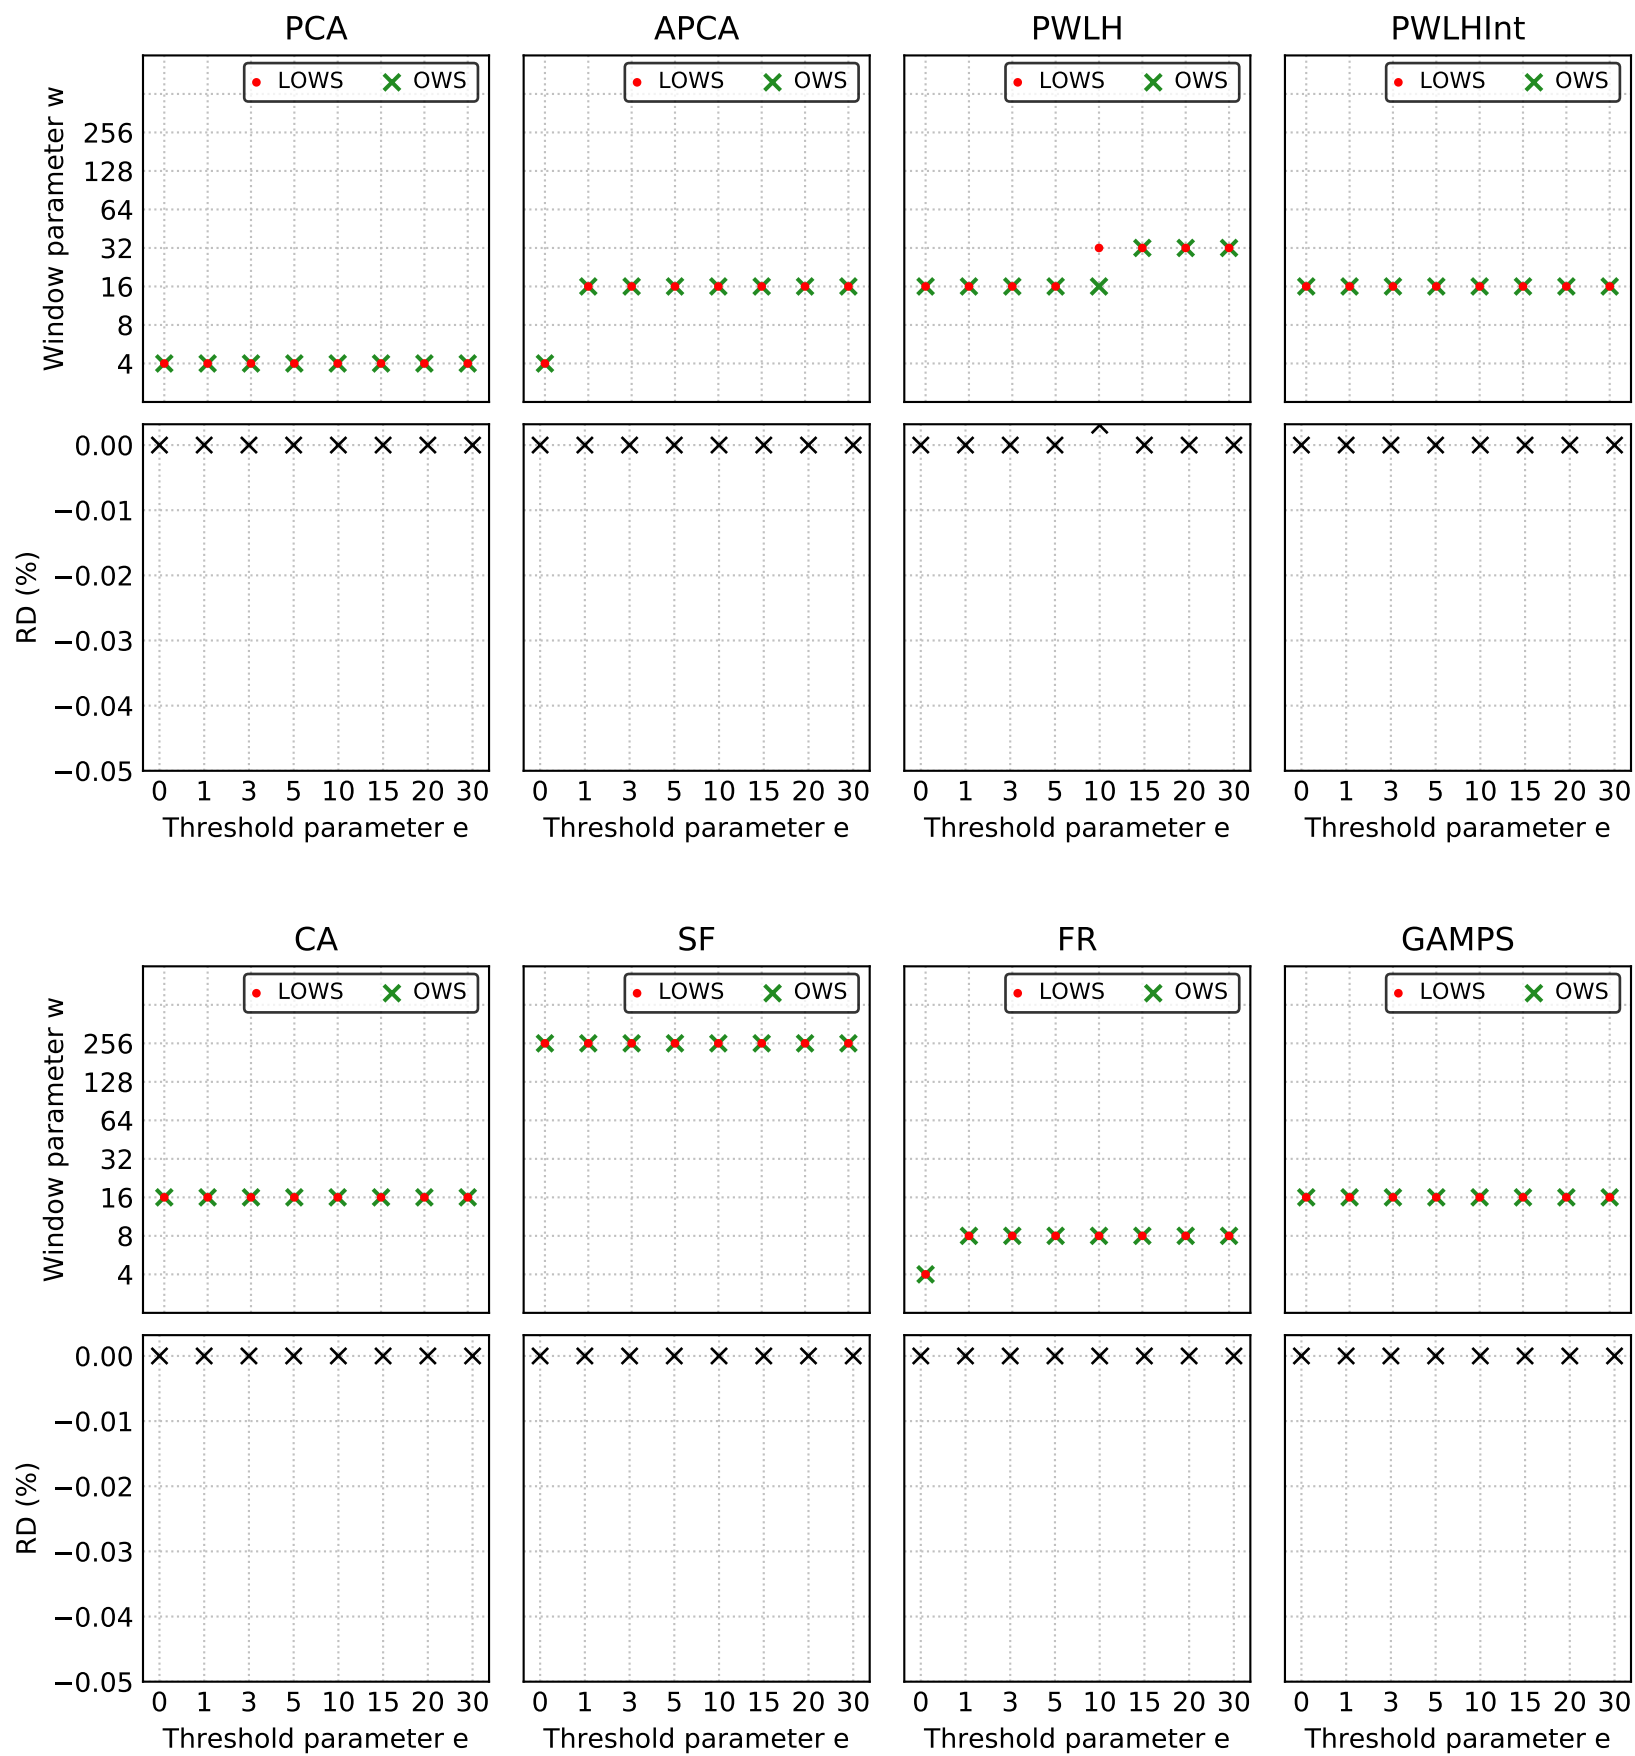 PCA APCA PWLH PWLHInt
LOWS OWS LOWS OWS LOWS OWS LOWS OWS
Window parameter w
256
128
64
32
16
8
4
RD (%)
0.00
−0.01
−0.02
−0.03
−0.04
−0.05
0 1 3 5 10 15 20 30 0 1 3 5 10 15 20 30 0 1 3 5 10 15 20 30 0 1 3 5 10 15 20 30
Threshold parameter e Threshold parameter e Threshold parameter e Threshold parameter e
CA SF FR GAMPS
LOWS OWS LOWS OWS LOWS OWS LOWS OWS
Window parameter w
256
128
64
32
16
8
4
RD (%)
0.00
−0.01
−0.02
−0.03
−0.04
−0.05
0 1 3 5 10 15 20 30 0 1 3 5 10 15 20 30 0 1 3 5 10 15 20 30 0 1 3 5 10 15 20 30
Threshold parameter e Threshold parameter e Threshold parameter e Threshold parameter e